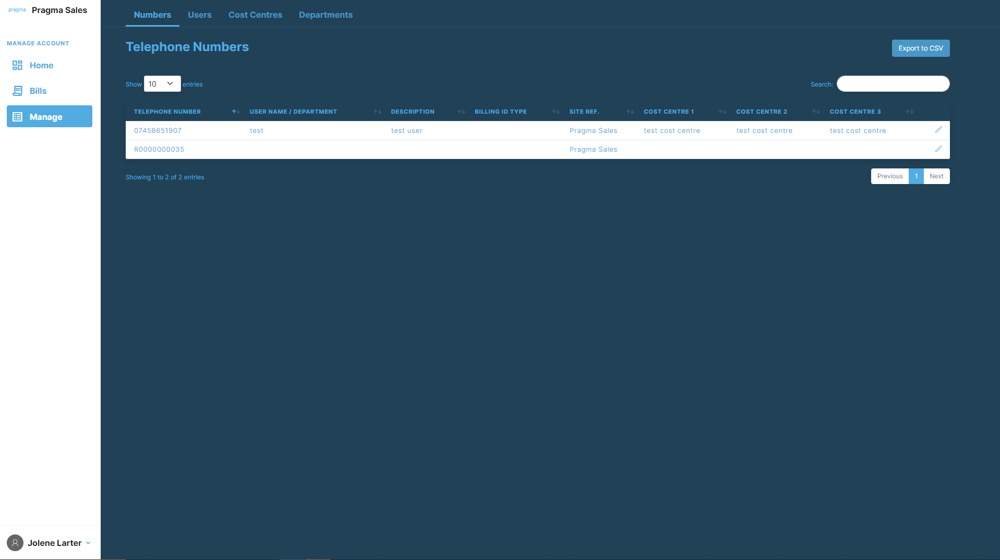 pragma Pragma Sales
Numbers Users Cost Centres Departments
MANAGE ACCOUNT
Home
Bills
Manage
Telephone Numbers
Export to CSV
Show 10 entries
Search:
TELEPHONE NUMBER USER NAME / DEPARTMENT DESCRIPTION BILLING ID TYPE SITE REF. COST CENTRE 1 COST CENTRE 2 COST CENTRE 3
07458651907 test test user Pragma Sales test cost centre test cost centre test cost centre
R0000000035 Pragma Sales
Showing 1 to 2 of 2 entries
Previous 1 Next
Jolene Larter